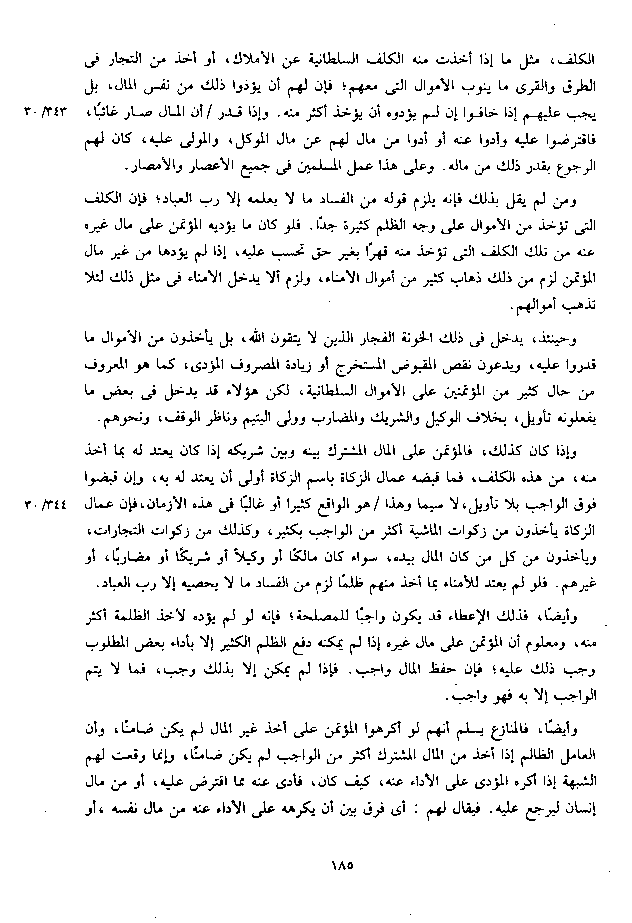 الكلف، مثل ما إذا أخذت منه الكلف السلطانية عن الأملاك، أو أخذ من التجار فى
الطرق والقرى ما ينوب الأموال التى معهم؛ فإن لهم أن يؤدوا ذلك من نفس المال، بل
٣٠/٣٤٣ يجب عليهم إذا خافوا إن لم يؤدوه أن يؤخذ أكثر منه. وإذا قدر / أن المال صار غائبًا،
فاقترضوا عليه وأدوا عنه أو أدوا من مال لهم عن مال الموكل، والمولى عليه، كان لهم
الرجوع بقدر ذلك من ماله. وعلى هذا عمل المسلمين فى جميع الأعصار والأمصار.
ومن لم يقل بذلك فإنه يلزم قوله من الفساد ما لا يعلمه إلا رب العباد؛ فإن الكلف
التى تؤخذ من الأموال على وجه الظلم كثيرة جدًا. فلو كان ما يؤديه المؤتمن على مال غيره
عنه من تلك الكلف التى تؤخذ منه قهرًا بغير حق تحسب عليه، إذا لم يؤدها من غير مال
المؤتمن لزم من ذلك ذهاب كثير من أموال الأمناء، ولزم ألا يدخل الأمناء فى مثل ذلك لئلا
تذهب أموالهم.
وحينئذ، يدخل فى ذلك الخونة الفجار الذين لا يتقون الله، بل يأخذون من الأموال ما
قدروا عليه، ويدعون نقص المقبوض المستخرج أو زيادة المصروف المؤدى، كما هو المعروف
من حال كثير من المؤتمنين على الأموال السلطانية، لكن هؤلاء قد يدخل فى بعض ما
يفعلونه تأويل، بخلاف الوكيل والشريك والمضارب وولى اليتيم وناظر الوقف، ونحوهم.
وإذا كان كذلك، فالمؤتمن على المال المشترك بينه وبين شريكه إذا كان يعتد له بما أخذ
منه، من هذه الكلف، فما قبضه عمال الزكاة باسم الزكاة أولى أن يعتد له به، وإن قبضوا
٣٠/٣٤٤ فوق الواجب بلا تأويل، لا سيما وهذا / هو الواقع كثيرا أو غالبًا فى هذه الأزمان، فإن عمال
الزكاة يأخذون من زكوات الماشية أكثر من الواجب بكثير، وكذلك من زكوات التجارات،
ويأخذون من كل من كان المال بيده، سواء كان مالكًا أو وكيلاً أو شريكًا أو مضاربًا، أو
غيرهم. فلو لم يعتد للأمناء بما أخذ منهم ظلمًا لزم من الفساد ما لا يحصيه إلا رب العباد.
وأيضًا، فذلك الإعطاء قد يكون واجبًا للمصلحة؛ فإنه لو لم يؤده لأخذ الظلمة أكثر
منه، ومعلوم أن المؤتمن على مال غيره إذا لم يمكنه دفع الظلم الكثير إلا بأداء بعض المطلوب
وجب ذلك عليه؛ فإن حفظ المال واجب. فإذا لم يمكن إلا بذلك وجب، فما لا يتم
الواجب إلا به فهو واجب.
وأيضًا، فالمنازع يسلم أنهم لو أكرهوا المؤتمن على أخذ غير المال لم يكن ضامنًا، وأن
العامل الظالم إذا أخذ من المال المشترك أكثر من الواجب لم يكن ضامنًا، وإنما وقعت لهم
الشبهة إذا أكره المؤدى على الأداء عنه، كيف كان، فأدى عنه مما اقترض عليه، أو من مال
إنسان ليرجع عليه. فيقال لهم : أى فرق بين أن يكرهه على الأداء عنه من مال نفسه ،أو
١٨٥